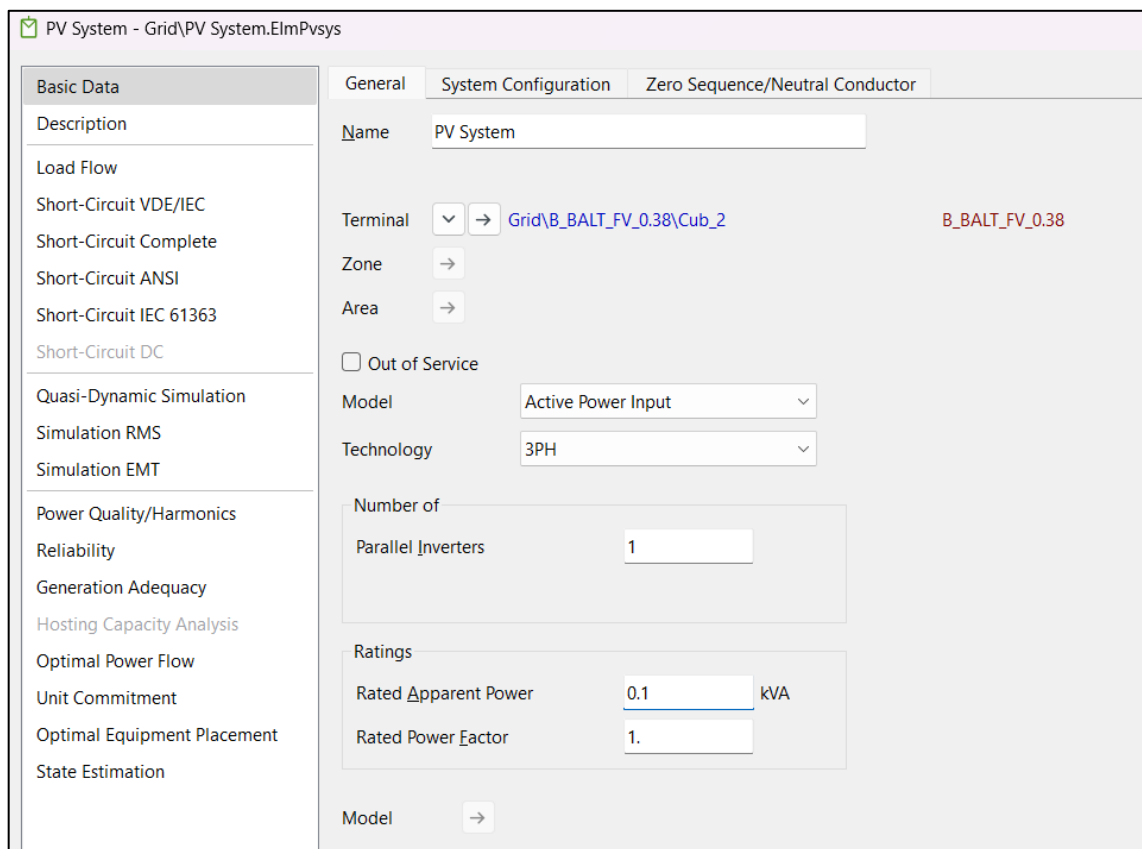 PV System - Grid\PV System.ElmPvsys
Basic Data
Description
Load Flow
Short-Circuit VDE/IEC
Short-Circuit Complete
Short-Circuit ANSI
Short-Circuit IEC 61363
Short-Circuit DC
Quasi-Dynamic Simulation
Simulation RMS
Simulation EMT
Power Quality/Harmonics
Reliability
Generation Adequacy
Hosting Capacity Analysis
Optimal Power Flow
Unit Commitment
Optimal Equipment Placement
State Estimation
General System Configuration Zero Sequence/Neutral Conductor
Name PV System
Terminal Grid\B_BALT_FV_0.38\Cub_2 B_BALT_FV_0.38
Zone
Area
Out of Service
Model Active Power Input
Technology 3PH
Number of
Parallel Inverters 1
Ratings
Rated Apparent Power 0.1 kVA
Rated Power Factor 1.
Model